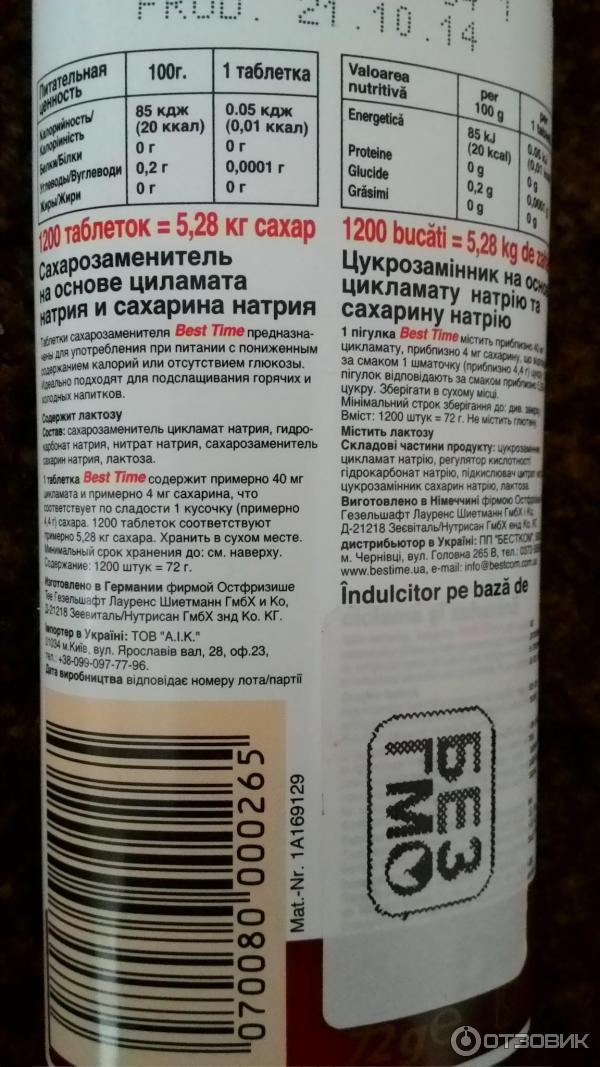 PROD. 21.10.14
Питательная ценность 100г. 1 таблетка
Калорийность/Калорійність 85 кдж (20 ккал) 0.05 кдж (0,01 ккал)
Белки/Білки 0 г 0 г
Углеводы/Вуглеводи 0,2 г 0,0001 г
Жиры/Жири 0 г 0 г
1200 таблеток = 5,28 кг сахар
Сахарозаменитель
на основе циламата
натрия и сахарина натрия
Таблетки сахарозаменителя Best Time предназна-
чены для употребления при питании с пониженным
содержанием калорий или отсутствием глюкозы.
Идеально подходят для подслащивания горячих и
холодных напитков.
Содержит лактозу
Состав: сахарозаменитель цикламат натрия, гидро-
карбонат натрия, нитрат натрия, сахарозаменитель
сахарин натрия, лактоза.
1 таблетка Best Time содержит примерно 40 мг
цикламата и примерно 4 мг сахарина, что
соответствует по сладости 1 кусочку (примерно
4,4 г) сахара. 1200 таблеток соответствуют
примерно 5,28 кг сахара. Хранить в сухом месте.
Минимальный срок хранения до: см. наверху.
Содержание: 1200 штук = 72 г.
Изготовлено в Германии фирмой Остфризише
Тее Гезельшафт Лауренс Шиетманн ГмбХ и Ко,
Д-21218 Зеевиталь/Нутрисан ГмбХ энд Ко. КГ.
Імпортер в Україні: ТОВ "А.І.К."
01034 м.Київ, вул. Ярославів вал, 28, оф.23,
тел.: +38-099-097-77-96.
Дата виробництва відповідає номеру лота/партії
070080 000265
Mat.-Nr. 1A169129
Valoarea nutritivă per 100 g per
Energetică 85 kJ (20 kcal)
Proteine 0 g 0 g
Glucide 0,2 g
Grăsimi 0 g 0 g
1200 bucăti = 5,28 kg de
Цукрозамінник на
цикламату натрію та
сахарину натрію
1 пігулка Best Time містить приблизно 40
цикламату, приблизно 4 мг сахарину, що
за смаком 1 шматочку (приблизно 4,4 г)
пігулок відповідають за смаком приблизно
цукру. Зберігати в сухому місці.
Мінімальний строк зберігання до: див.
Вміст: 1200 штук = 72 г. Не містить
Містить лактозу
Складові частини продукту:
цикламат натрію, регулятор кислотності
гідрокарбонат натрію, підкислювач
цукрозамінник сахарин натрію, лактоза.
Виготовлено в Німеччині фірмою
Гезельшафт Лауренс Шиетманн ГмбХ і Ко,
Д-21218 Зеєвіталь/Нутрисан ГмбХ енд Ко. КГ.
дистрибьютор в Україні: ПП "БЕСТКОМ",
м. Чернівці, вул. Головна 265 В, тел.:
www.bestime.ua, e-mail: info@bestcom.com
Îndulcitor pe bază de
БЕЗ
ГМО
72 g e
ОТЗОВИК